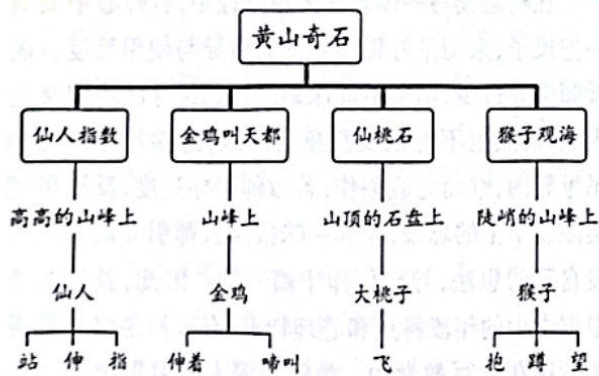 黄山奇石
仙人指数 金鸡叫天都 仙桃石 猴子观海
高高的山峰上 山峰上 山顶的石盘上 陡峭的山峰上
仙人 金鸡 大桃子 猴子
站 伸 指 伸着 啼叫 飞 抱 蹲 望